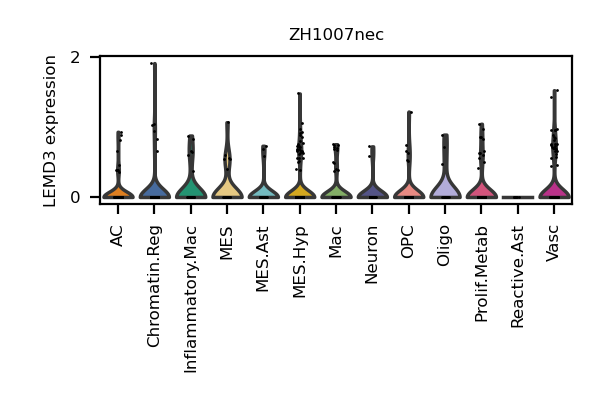 ZH1007nec
LEMD3 expression
2
0
AC
Chromatin.Reg
Inflammatory.Mac
MES
MES.Ast
MES.Hyp
Mac
Neuron
OPC
Oligo
Prolif.Metab
Reactive.Ast
Vasc